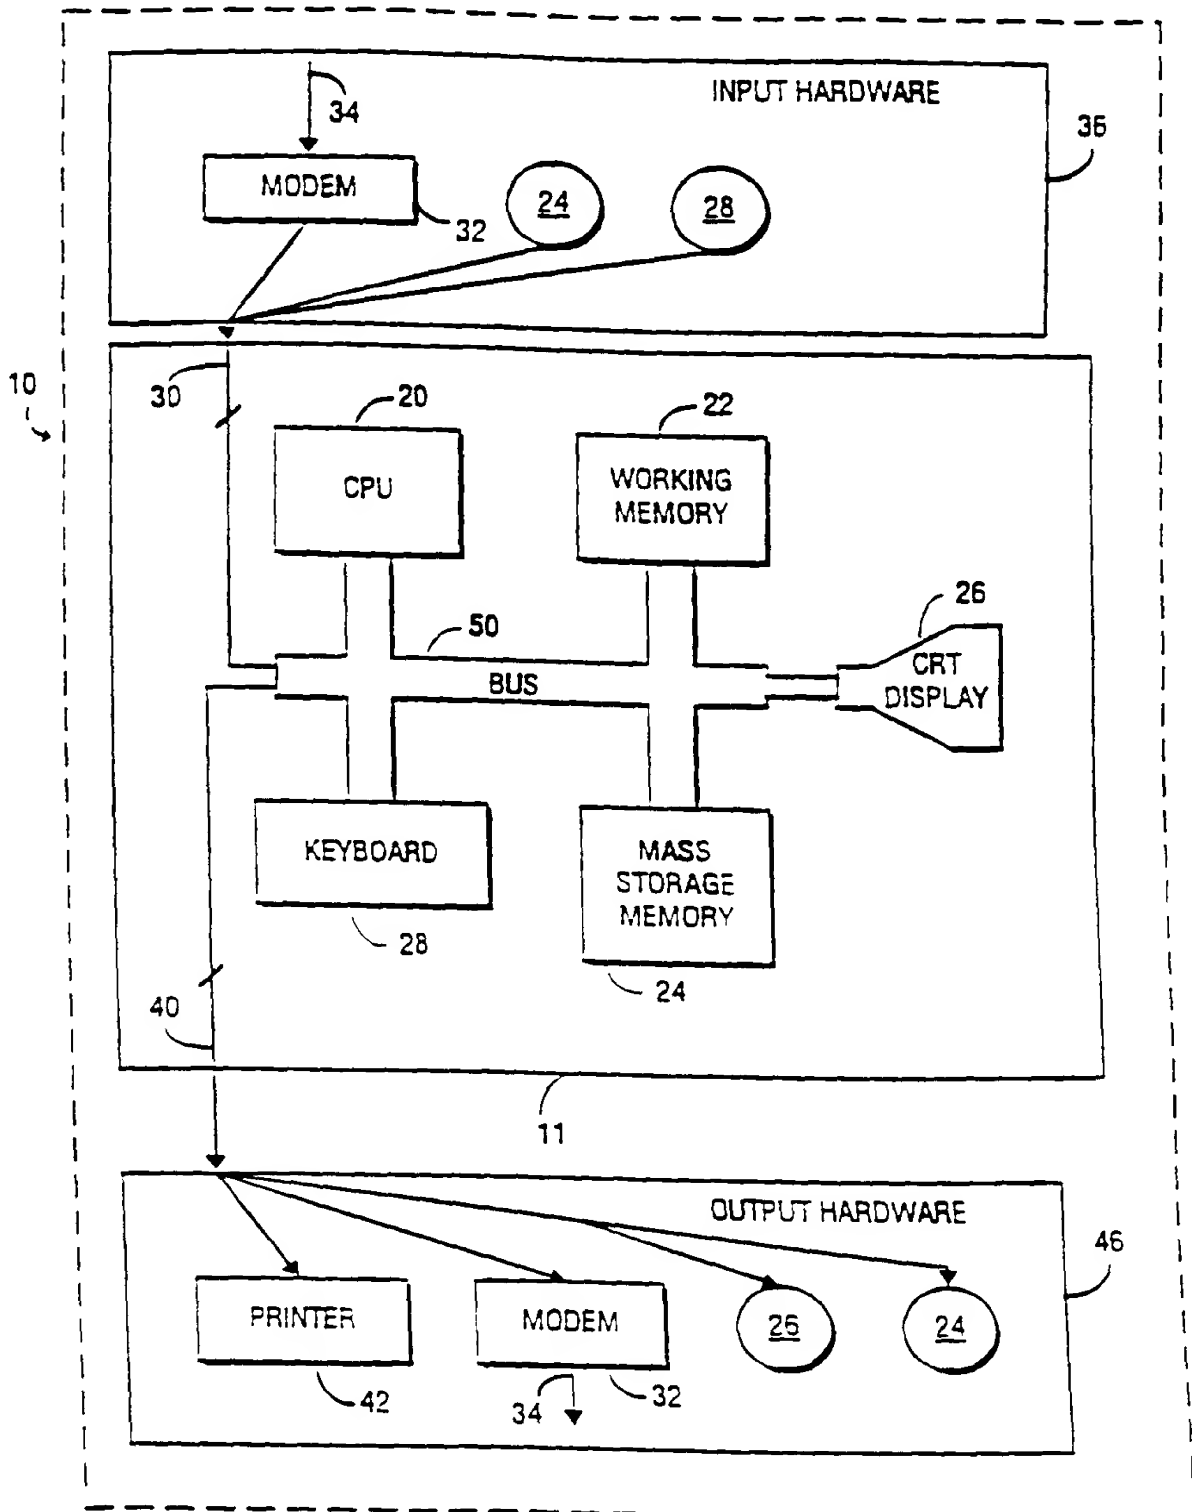 INPUT HARDWARE
34
36
MODEM
32
24
28
10
30
20
22
CPU
WORKING
MEMORY
26
50
CRT
DISPLAY
BUS
KEYBOARD
MASS
STORAGE
MEMORY
28
24
40
11
OUTPUT HARDWARE
46
PRINTER
MODEM
26
24
42
34
32